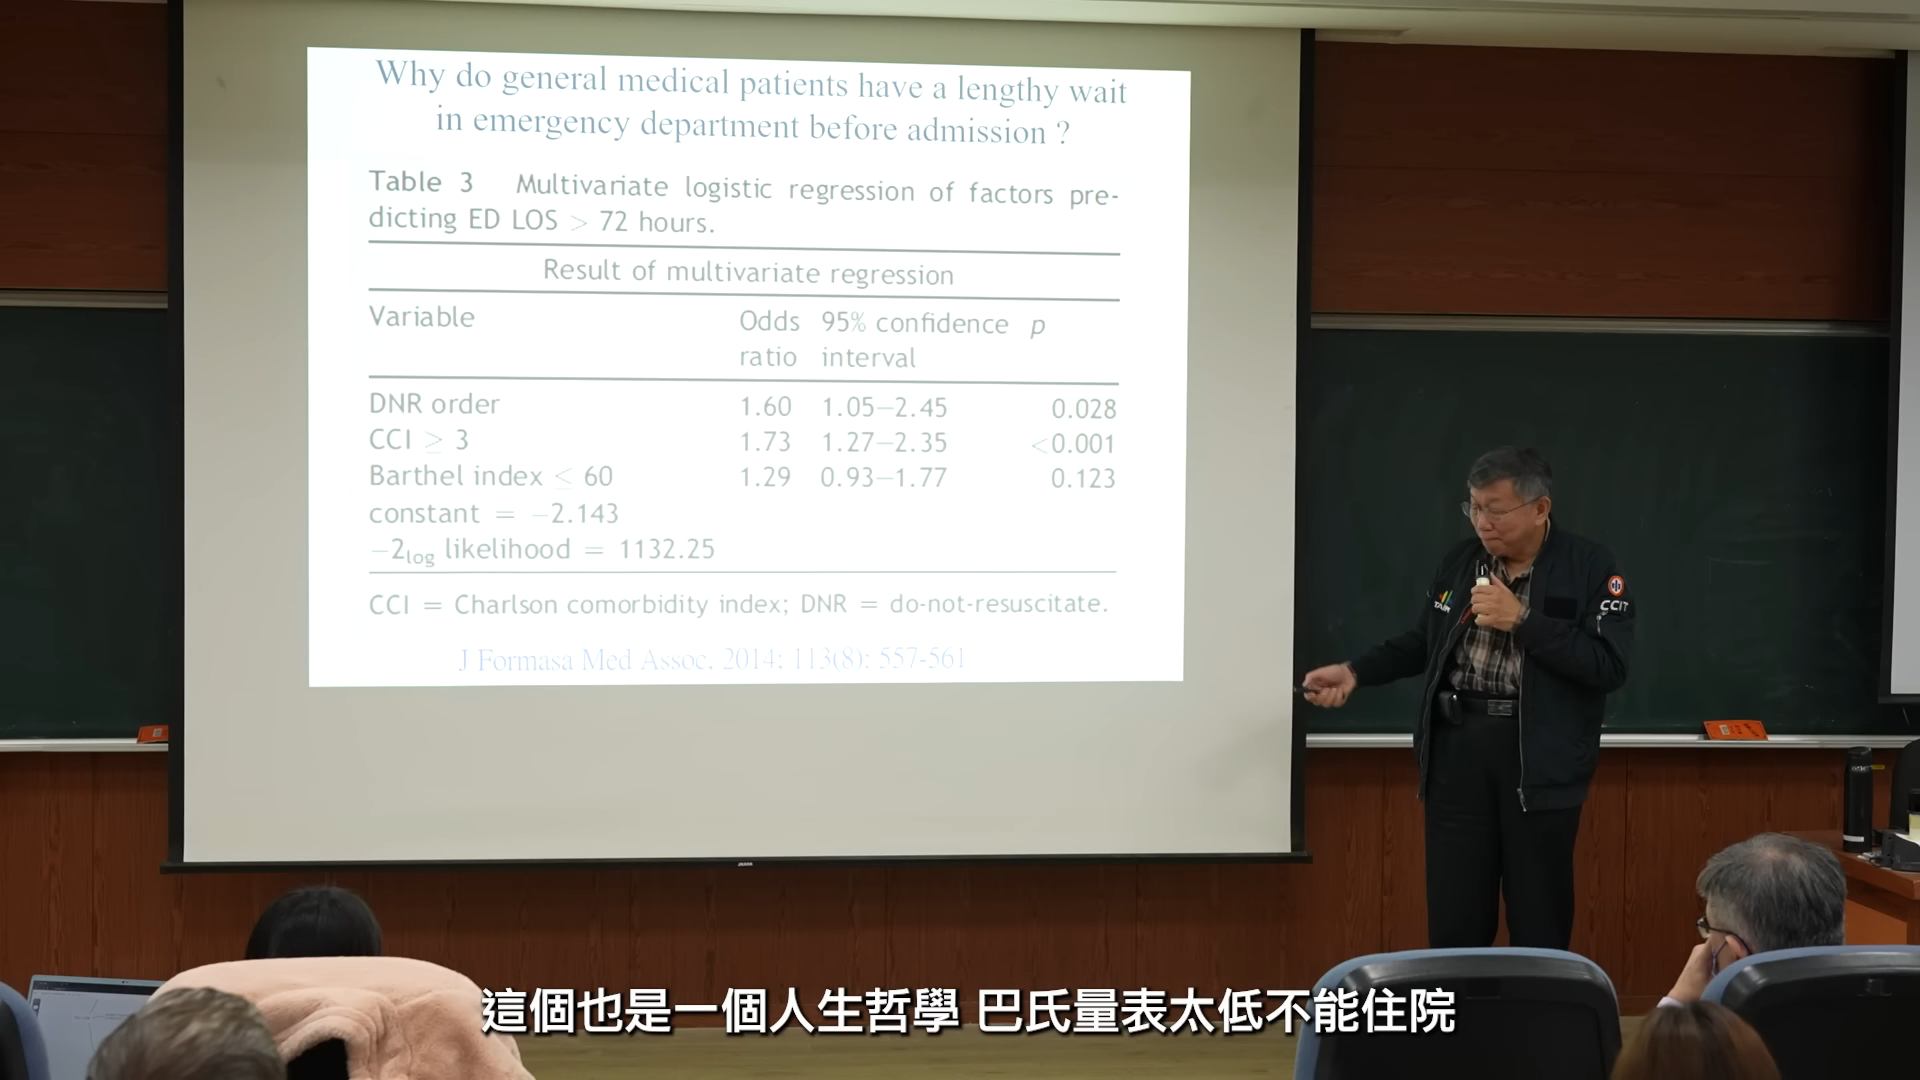 Why do general medical patients have a lengthy wait
in emergency department before admission ?
Table 3 Multivariate logistic regression of factors pre-
dicting ED LOS > 72 hours.
Result of multivariate regression
Variable Odds ratio 95% confidence interval p
DNR order 1.60 1.05–2.45 0.028
CCI ≥ 3 1.73 1.27–2.35 <0.001
Barthel index ≤ 60 1.29 0.93–1.77 0.123
constant = −2.143
−2log likelihood = 1132.25
CCI = Charlson comorbidity index; DNR = do-not-resuscitate.
J Formasa Med Assoc. 2014; 113(8): 557-561
CCIT
這個也是一個人生哲學 巴氏量表太低不能住院